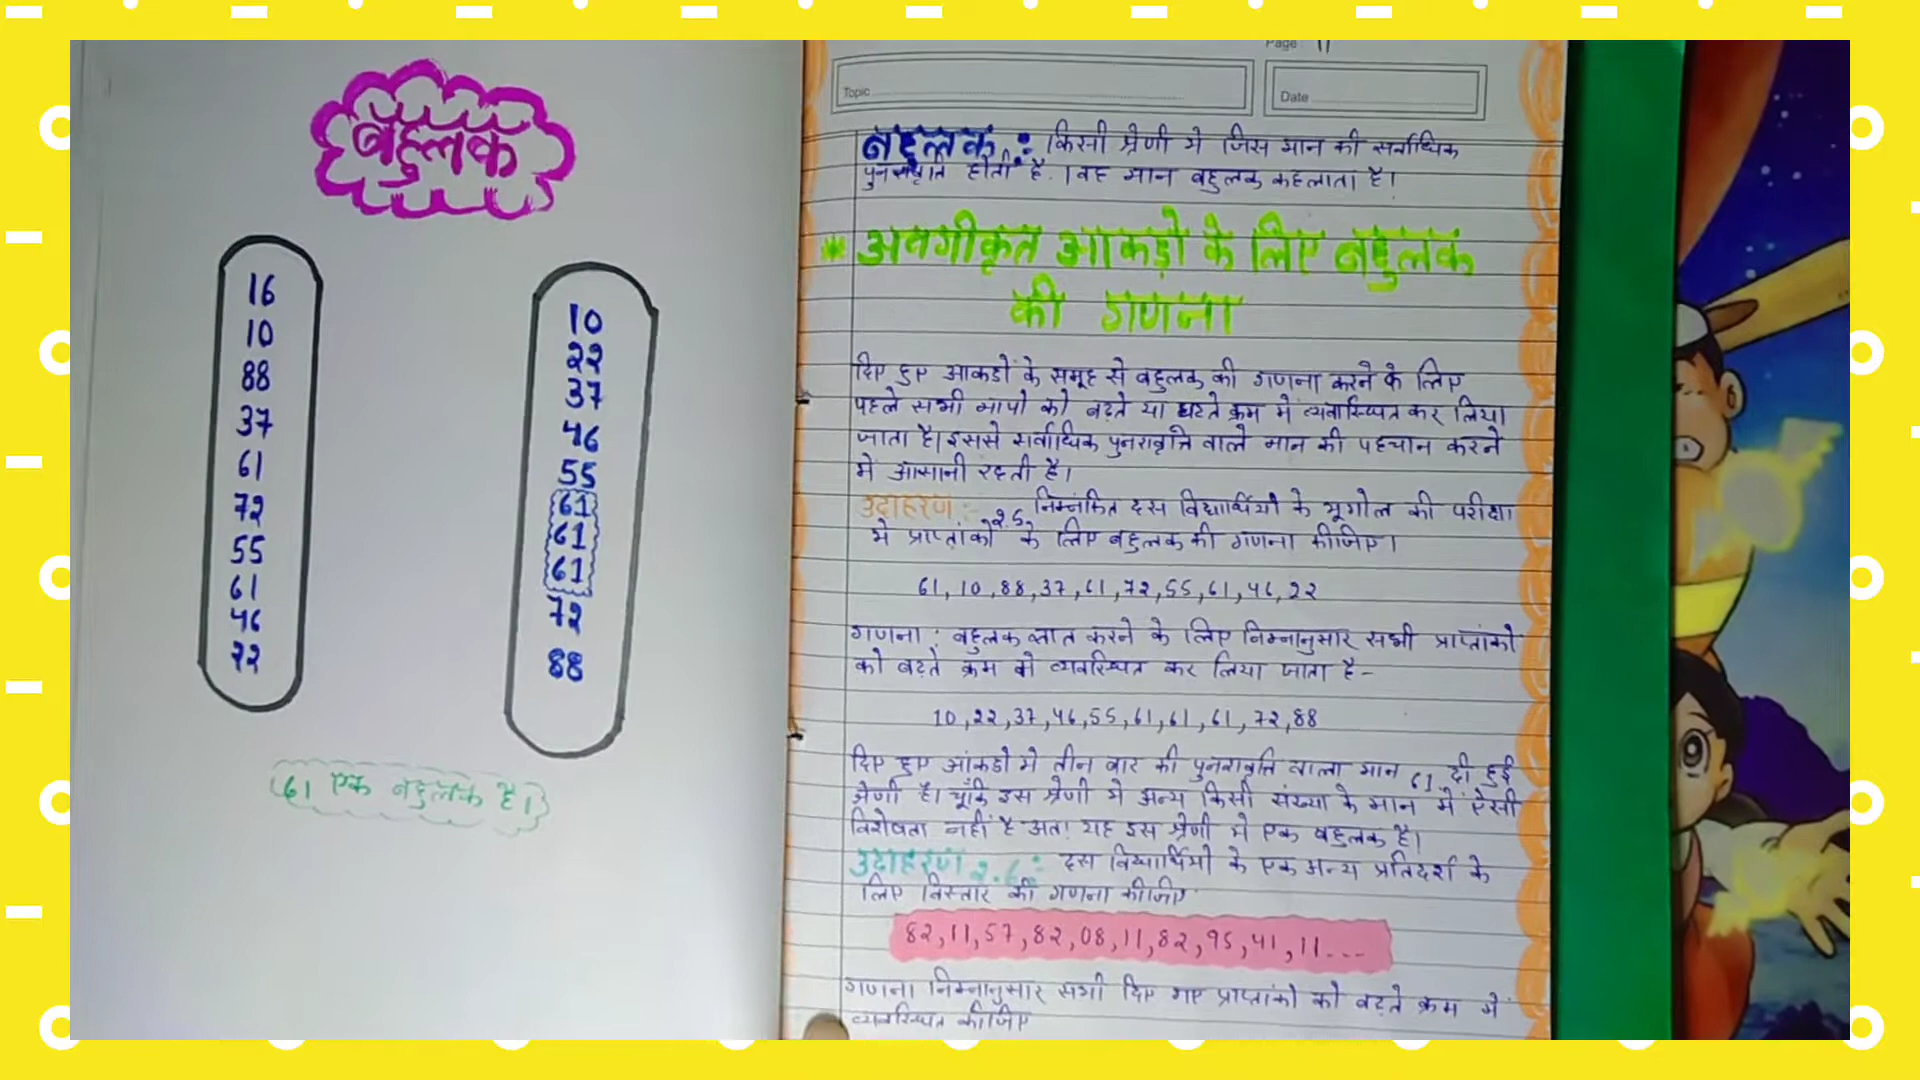 बहुलक
16
10
88
37
61
72
55
61
46
22
10
22
37
46
55
61
61
61
72
88
61 एक बहुलक है।
Page 11
Topic
Date
बहुलक : किसी श्रेणी मे जिस मान की सर्वाधिक
पुनरावृति होती है. । वह मान बहुलक कहलाता है।
* अवर्गीकृत आकड़ो के लिए बहुलक
की गणना
दिए हुए आकडों के समूह से बहुलक की गणना करने के लिए
पहले सभी मापो को बढ़ते या घटते क्रम में व्यवास्थित कर लिया
जाता है। इससे सर्वाधिक पुनरावृत्ति वाले मान की पहचान करने
मे आसानी रहती है।
उदाहरण :- 2.5 निम्नंकित दस विद्यार्थियो के भूगोल की परीक्षा
मे प्राप्तांको के लिए बहुलक की गणना कीजिए।
61, 10, 88, 37, 61, 72, 55, 61, 46, 22
गणना : बहुलक ज्ञात करने के लिए निम्नानुसार सभी प्राप्तांको
को बढ़ते क्रम मे व्यवस्थित कर लिया जाता है-
10, 22, 37, 46, 55, 61, 61, 61, 72, 88
दिए हुए आंकडो मे तीन बार की पुनरावृत्ति वाला मान 61 दी हुई
श्रेणी है। चूँकि इस श्रेणी मे अन्य किसी संख्या के मान में ऐसी
विशेषता नहीं है अतः यह इस श्रेणी मे एक बहुलक है।
उदाहरण 2.6 : दस विद्यार्थियो के एक अन्य प्रतिदर्श के
लिए विस्तार की गणना कीजिए
82, 11, 57, 82, 08, 11, 82, 95, 41, 11 ---
गणना निम्नानुसार सभी दिए गए प्राप्तांको को बढ़ते क्रम मे
व्यवस्थित कीजिए